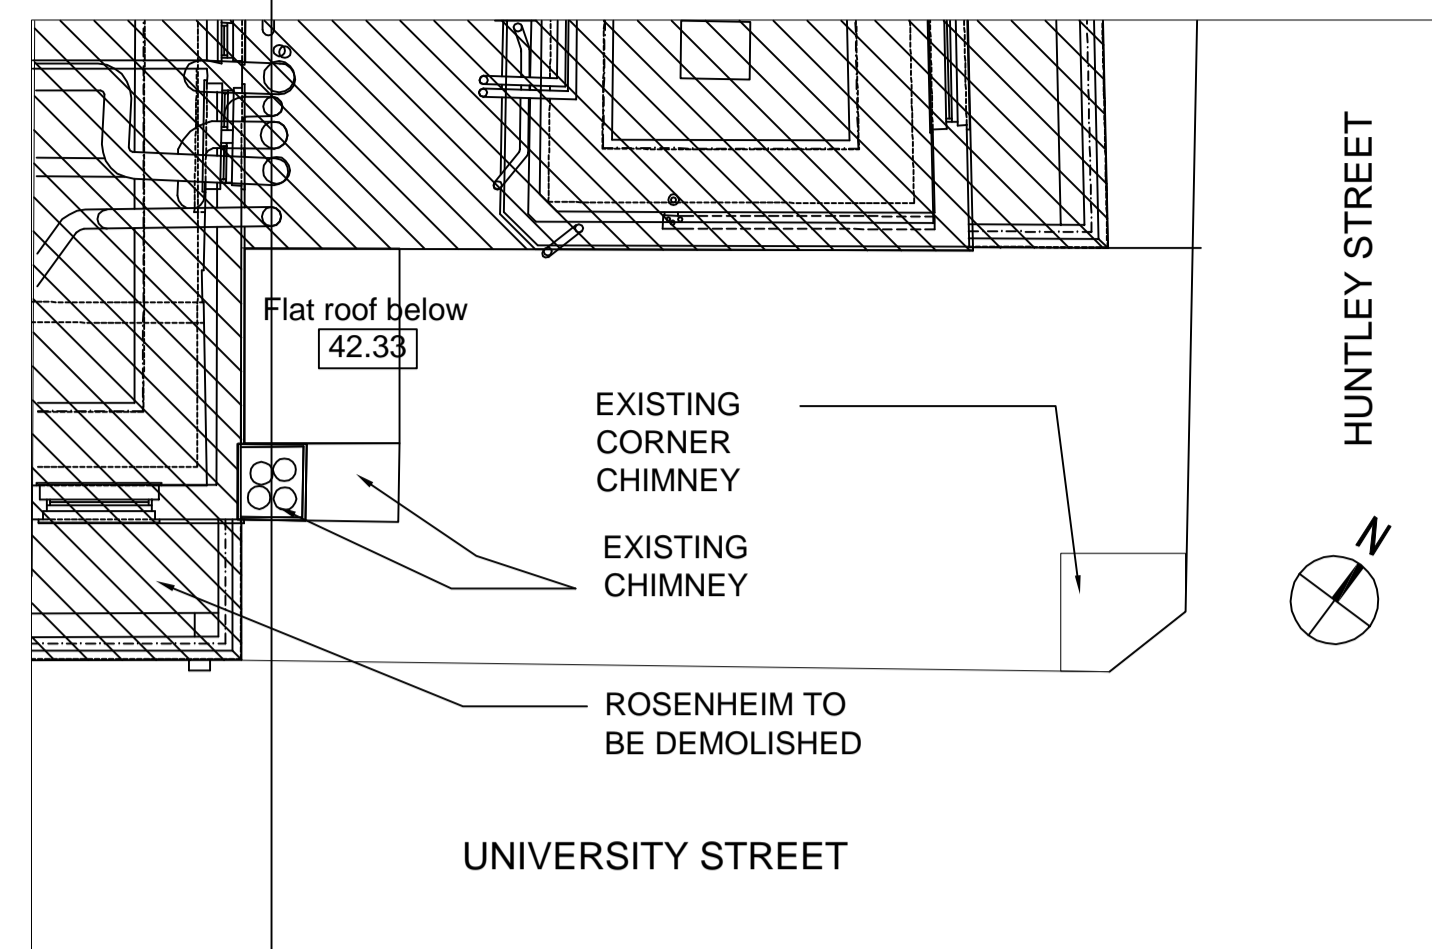 Flat roof below
42.33
EXISTING
CORNER
CHIMNEY
EXISTING
CHIMNEY
ROSENHEIM TO
BE DEMOLISHED
UNIVERSITY STREET
HUNTLEY STREET
N